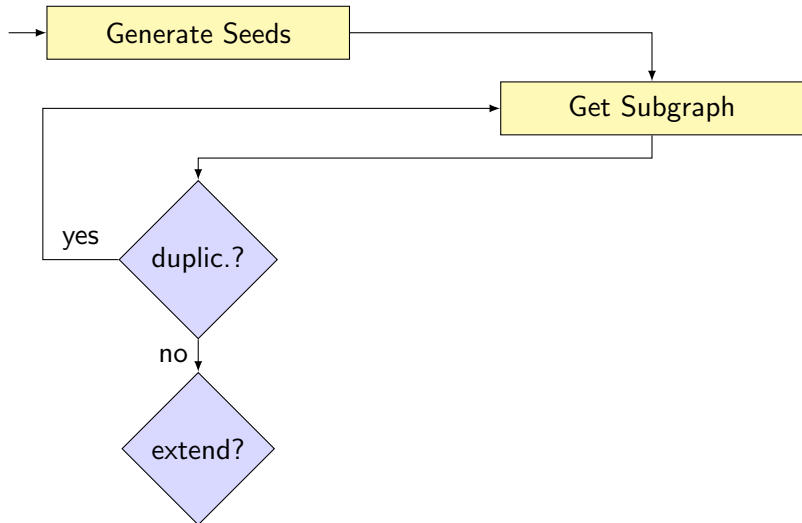 Generate Seeds
Get Subgraph
yes
duplic.?
no
extend?